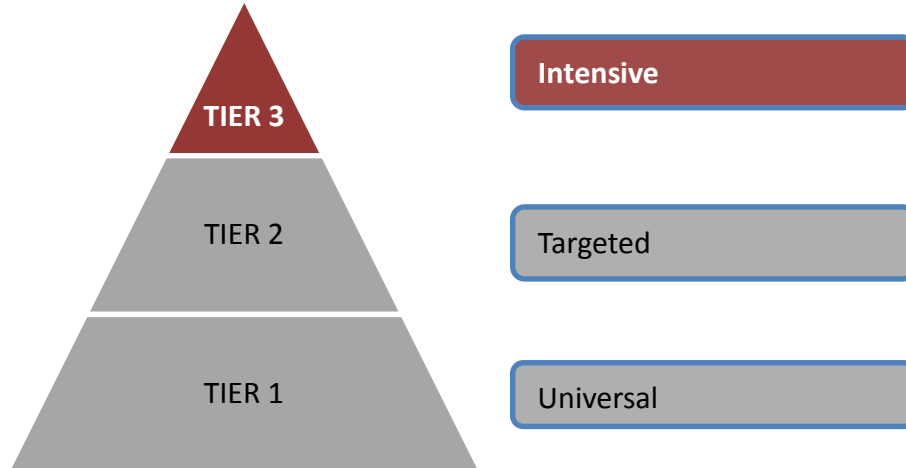 TIER 3
Intensive
TIER 2
Targeted
TIER 1
Universal